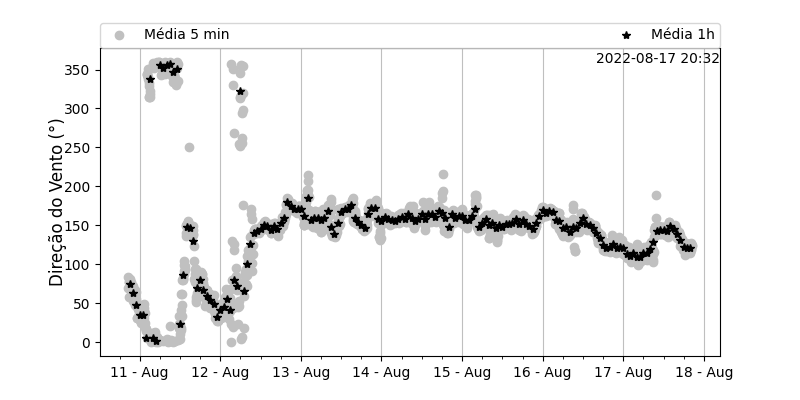 Média 5 min
Média 1h
2022-08-17 20:32
Direção do Vento (°)
350
300
250
200
150
100
50
0
11 - Aug
12 - Aug
13 - Aug
14 - Aug
15 - Aug
16 - Aug
17 - Aug
18 - Aug